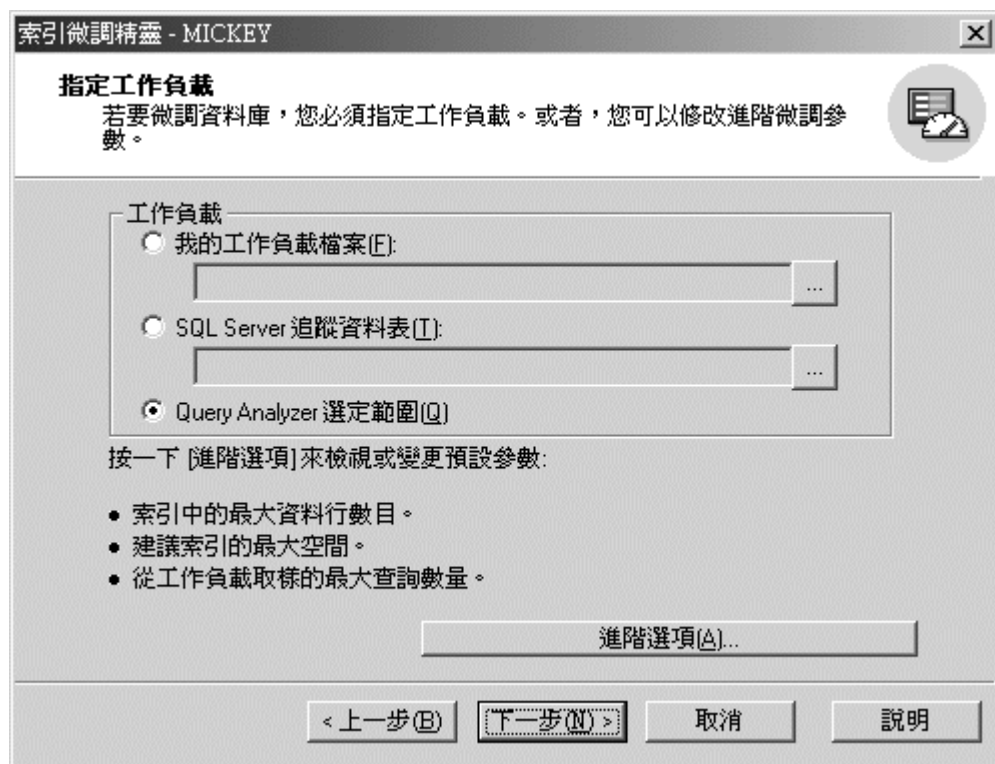 索引微調精靈 - MICKEY
指定工作負載
若要微調資料庫，您必須指定工作負載。或者，您可以修改進階微調參
數。
工作負載
我的工作負載檔案(F):
...
SQL Server 追蹤資料表(T):
...
Query Analyzer 選定範圍(Q)
按一下 [進階選項] 來檢視或變更預設參數:
● 索引中的最大資料行數目。
● 建議索引的最大空間。
● 從工作負載取樣的最大查詢數量。
進階選項(A)...
< 上一步(B)
下一步(N) >
取消
說明